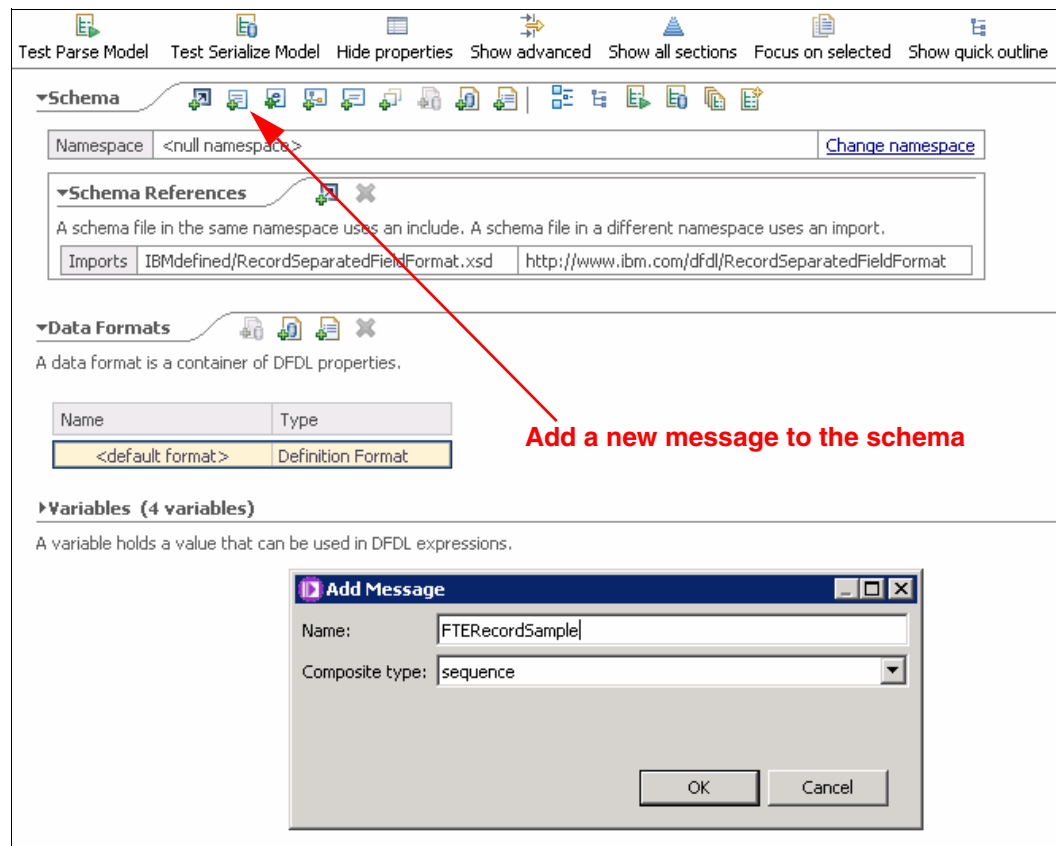 Test Parse Model Test Serialize Model Hide properties Show advanced Show all sections Focus on selected Show quick outline
Schema
Namespace <null namespace> Change namespace
Schema References
A schema file in the same namespace uses an include. A schema file in a different namespace uses an import.
Imports IBMdefined/RecordSeparatedFieldFormat.xsd http://www.ibm.com/dfdl/RecordSeparatedFieldFormat
Data Formats
A data format is a container of DFDL properties.
Name Type
Add a new message to the schema
<default format> Definition Format
Variables (4 variables)
A variable holds a value that can be used in DFDL expressions.
Add Message
Name: FTERecordSample
Composite type: sequence
OK Cancel